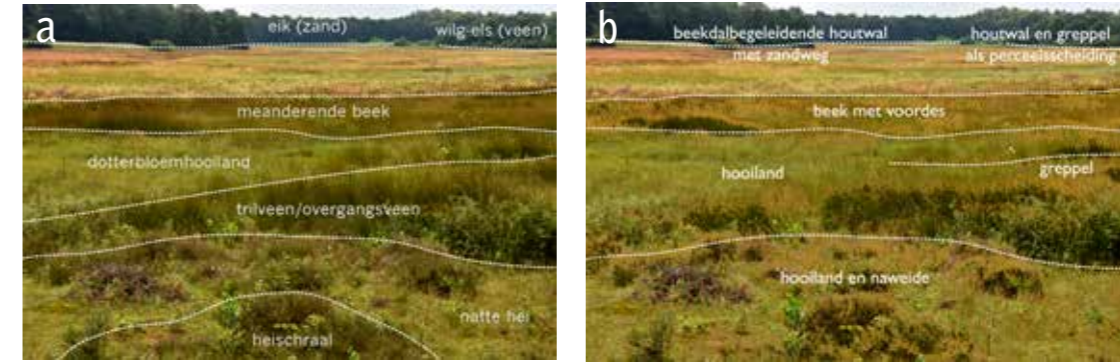 a
eik (zand)
wilg-els (veen)
meanderende beek
dotterbloemhooiland
trilveen/overgangsveen
natte hei
heischraal
b
beekdalbegeleidende houtwal
met zandweg
houtwal en greppel
als perceelsscheiding
beek met voordes
hooiland
greppel
hooiland en naweide